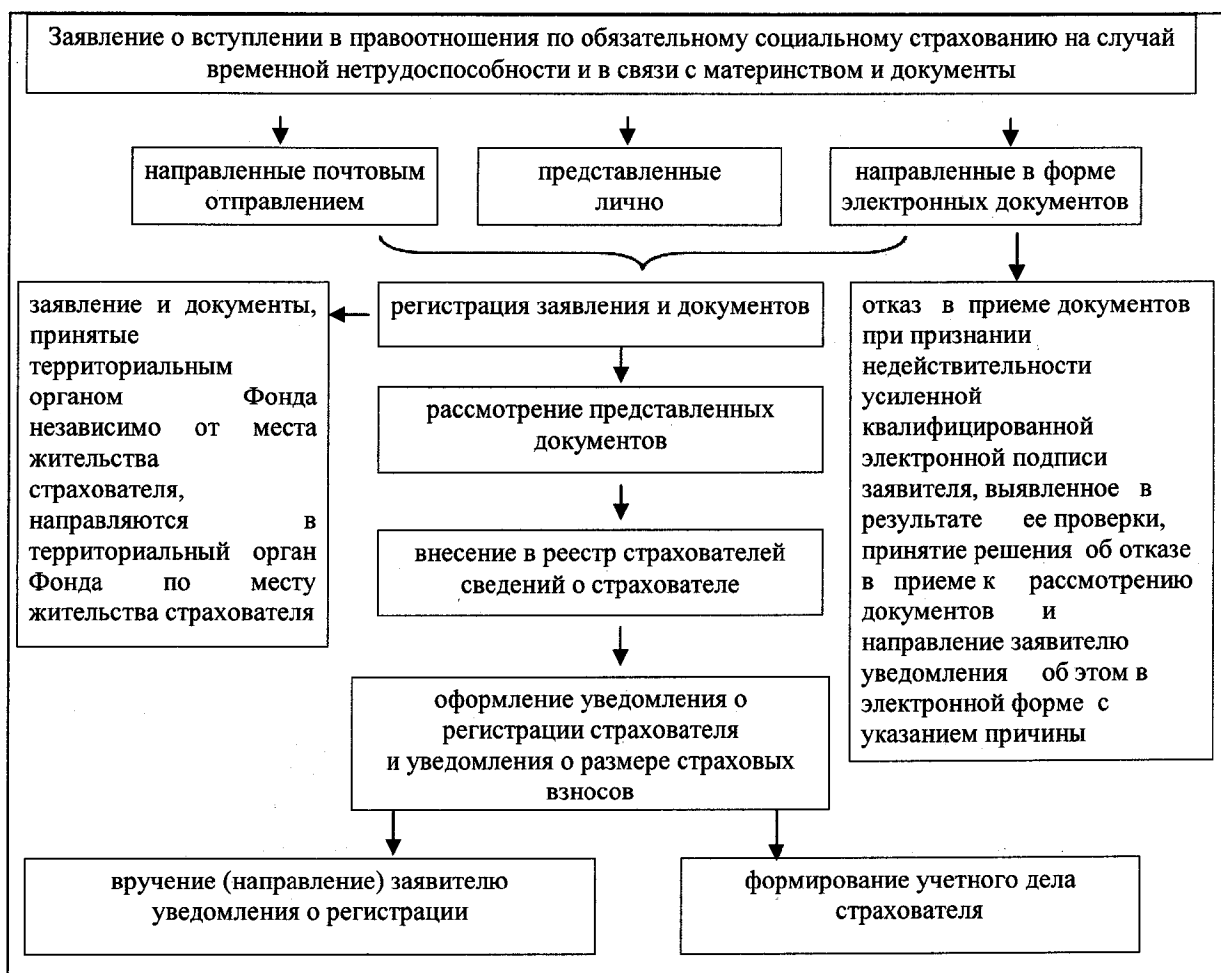 Заявление о вступлении в правоотношения по обязательному социальному страхованию на случай
временной нетрудоспособности и в связи с материнством и документы
направленные почтовым
отправлением
представленные
лично
направленные в форме
электронных документов
заявление и документы,
принятые
территориальным
органом Фонда
независимо от места
жительства
страхователя,
направляются в
территориальный орган
Фонда по месту
жительства страхователя
регистрация заявления и документов
рассмотрение представленных
документов
внесение в реестр страхователей
сведений о страхователе
оформление уведомления о
регистрации страхователя
и уведомления о размере страховых
взносов
отказ в приеме документов
при признании
недействительности
усиленной
квалифицированной
электронной подписи
заявителя, выявленное в
результате ее проверки,
принятие решения об отказе
в приеме к рассмотрению
документов и
направление заявителю
уведомления об этом в
электронной форме с
указанием причины
вручение (направление) заявителю
уведомления о регистрации
формирование учетного дела
страхователя